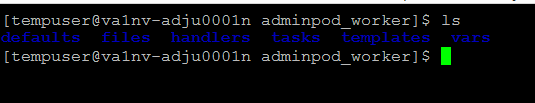 [tempuser@va1nv-adju0001n adminpod_worker]$ ls
defaults  files  handlers  tasks  templates  vars
[tempuser@va1nv-adju0001n adminpod_worker]$